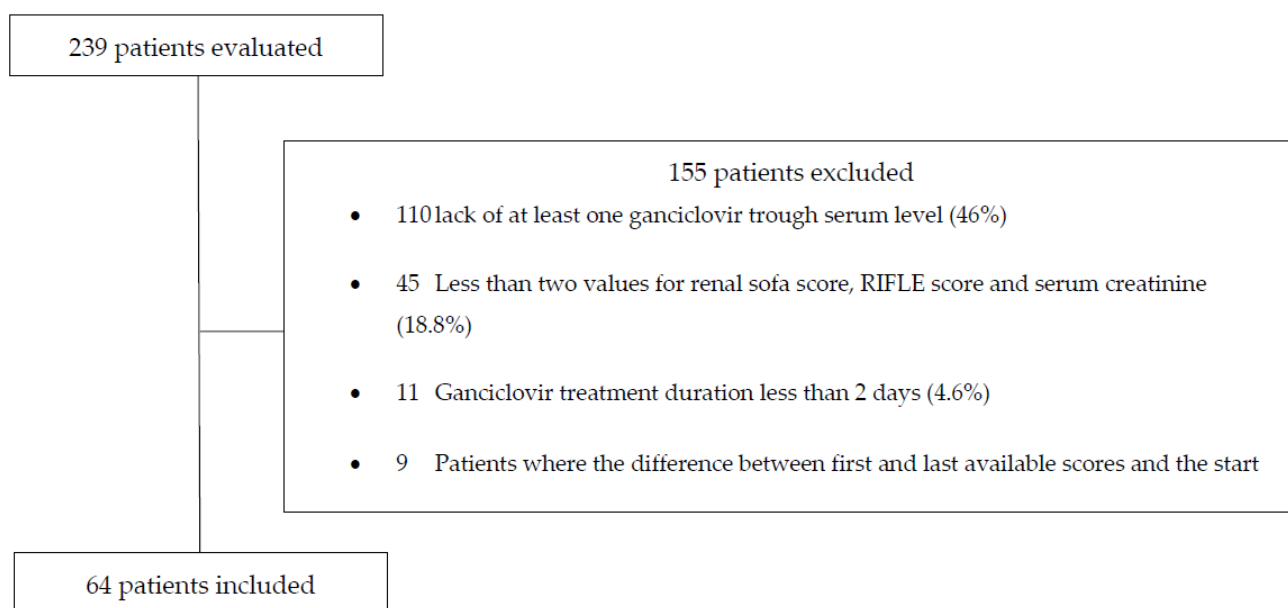 239 patients evaluated
155 patients excluded
• 110 lack of at least one ganciclovir trough serum level (46%)
• 45 Less than two values for renal sofa score, RIFLE score and serum creatinine
(18.8%)
• 11 Ganciclovir treatment duration less than 2 days (4.6%)
• 9 Patients where the difference between first and last available scores and the start
64 patients included